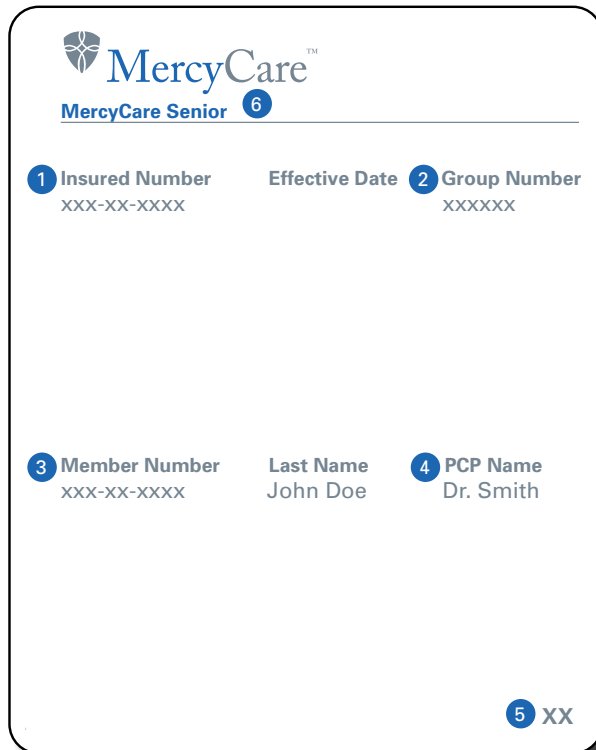 MercyCare™
MercyCare Senior 6
1 Insured Number Effective Date 2 Group Number
xxx-xx-xxxx xxxxxx
3 Member Number Last Name 4 PCP Name
xxx-xx-xxxx John Doe Dr. Smith
5 XX